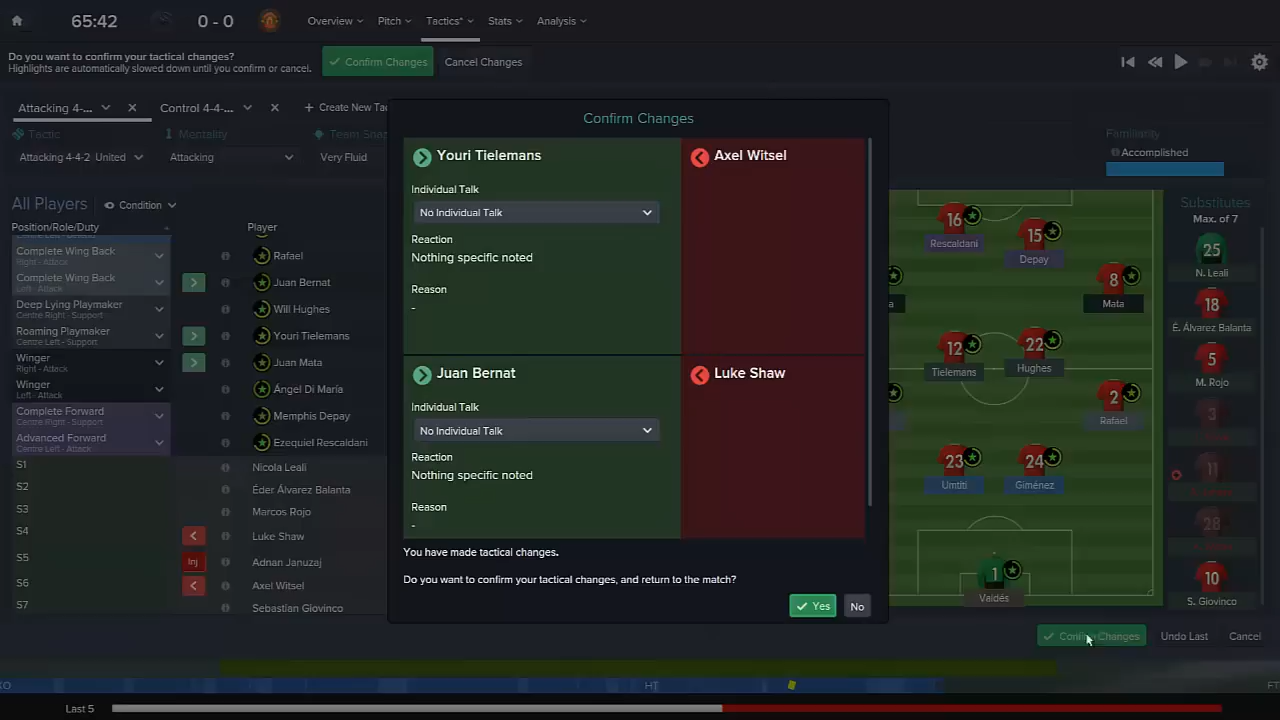 65:42
0 - 0
Overview
Pitch
Tactics*
Stats
Analysis
Do you want to confirm your tactical changes?
Highlights are automatically slowed down until you confirm or cancel.
Confirm Changes
Cancel Changes
Attacking 4-...
Control 4-4-...
Create New Tac
Confirm Changes
Tactic
Mentality
Team Shap
Familiarity
Attacking 4-4-2 United
Attacking
Very Fluid
Accomplished
Youri Tielemans
Axel Witsel
Individual Talk
No Individual Talk
Reaction
Nothing specific noted
Reason
-
Juan Bernat
Luke Shaw
Individual Talk
No Individual Talk
Reaction
Nothing specific noted
Reason
-
You have made tactical changes.
Do you want to confirm your tactical changes, and return to the match?
Yes
No
All Players
Condition
Position/Role/Duty
Player
Complete Wing Back
Right - Attack
Rafael
Complete Wing Back
Left - Attack
Juan Bernat
Deep Lying Playmaker
Centre Right - Support
Will Hughes
Roaming Playmaker
Centre Left - Support
Youri Tielemans
Winger
Right - Attack
Juan Mata
Winger
Left - Attack
Ángel Di María
Complete Forward
Centre Right - Support
Memphis Depay
Advanced Forward
Centre Left - Attack
Ezequiel Rescaldani
S1
Nicola Leali
S2
Éder Álvarez Balanta
S3
Marcos Rojo
S4
Luke Shaw
S5
Inj
Adnan Januzaj
S6
Axel Witsel
S7
Sebastian Giovinco
16
Rescaldani
15
Depay
8
Mata
12
Tielemans
22
Hughes
2
Rafael
23
Umtiti
24
Giménez
1
Valdés
Substitutes
Max. of 7
25
N. Leali
18
É. Álvarez Balanta
5
M. Rojo
3
11
28
10
S. Giovinco
Confirm Changes
Undo Last
Cancel
KO
HT
FT
Last 5